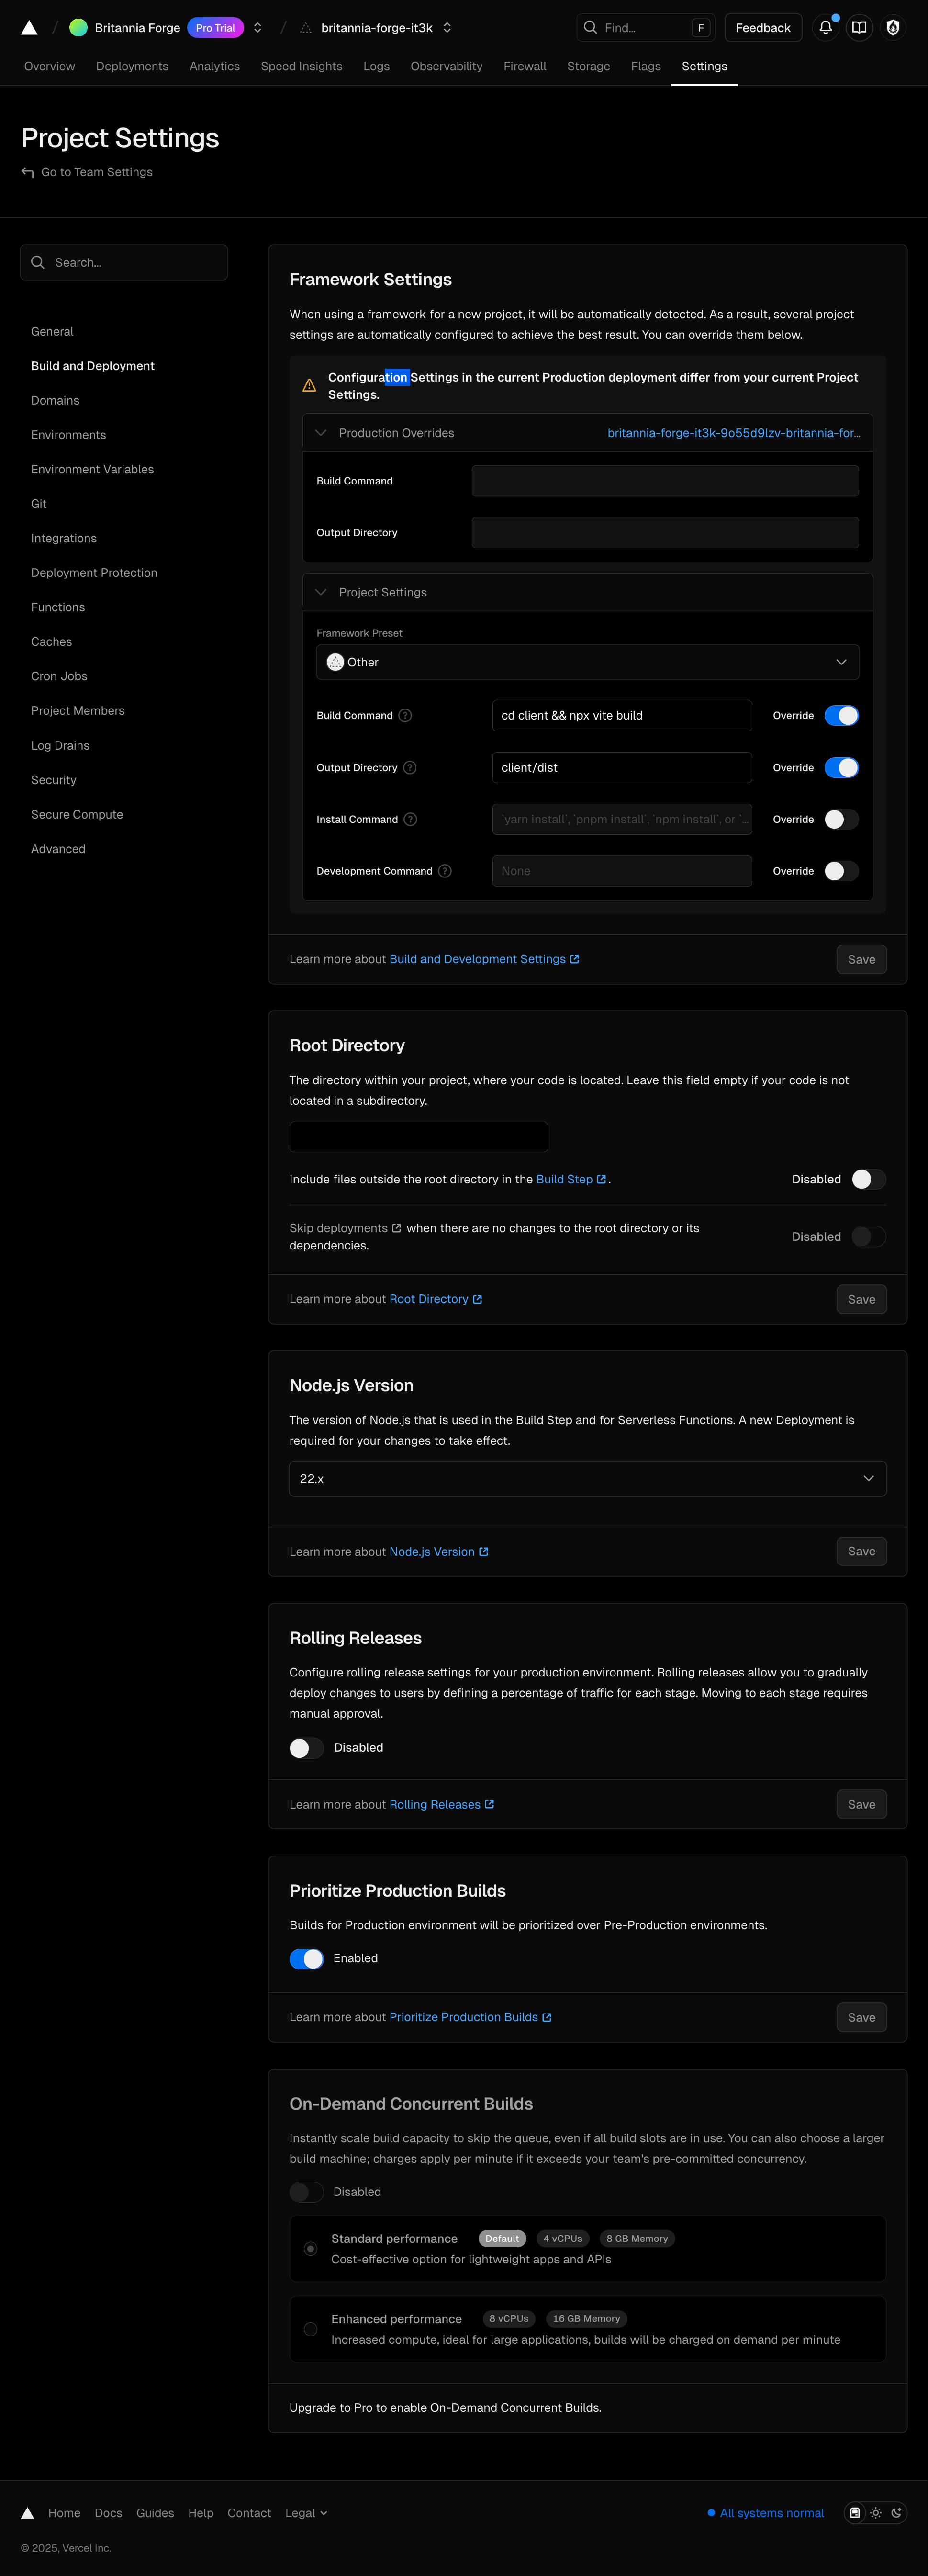 Britannia Forge Pro Trial britannia-forge-it3k Find... F Feedback
Overview Deployments Analytics Speed Insights Logs Observability Firewall Storage Flags Settings
Project Settings
Go to Team Settings
Search...
General
Build and Deployment
Domains
Environments
Environment Variables
Git
Integrations
Deployment Protection
Functions
Caches
Cron Jobs
Project Members
Log Drains
Security
Secure Compute
Advanced
Framework Settings
When using a framework for a new project, it will be automatically detected. As a result, several project
settings are automatically configured to achieve the best result. You can override them below.
Configuration Settings in the current Production deployment differ from your current Project
Settings.
Production Overrides britannia-forge-it3k-9o55d9lzv-britannia-for...
Build Command
Output Directory
Project Settings
Framework Preset
Other
Build Command ? cd client && npx vite build Override
Output Directory ? client/dist Override
Install Command ? `yarn install`, `pnpm install`, `npm install`, or `... Override
Development Command ? None Override
Learn more about Build and Development Settings Save
Root Directory
The directory within your project, where your code is located. Leave this field empty if your code is not
located in a subdirectory.
Include files outside the root directory in the Build Step . Disabled
Skip deployments when there are no changes to the root directory or its
dependencies.
Disabled
Learn more about Root Directory Save
Node.js Version
The version of Node.js that is used in the Build Step and for Serverless Functions. A new Deployment is
required for your changes to take effect.
22.x
Learn more about Node.js Version Save
Rolling Releases
Configure rolling release settings for your production environment. Rolling releases allow you to gradually
deploy changes to users by defining a percentage of traffic for each stage. Moving to each stage requires
manual approval.
Disabled
Learn more about Rolling Releases Save
Prioritize Production Builds
Builds for Production environment will be prioritized over Pre-Production environments.
Enabled
Learn more about Prioritize Production Builds Save
On-Demand Concurrent Builds
Instantly scale build capacity to skip the queue, even if all build slots are in use. You can also choose a larger
build machine; charges apply per minute if it exceeds your team's pre-committed concurrency.
Disabled
Standard performance Default 4 vCPUs 8 GB Memory
Cost-effective option for lightweight apps and APIs
Enhanced performance 8 vCPUs 16 GB Memory
Increased compute, ideal for large applications, builds will be charged on demand per minute
Upgrade to Pro to enable On-Demand Concurrent Builds.
Home Docs Guides Help Contact Legal All systems normal
© 2025, Vercel Inc.